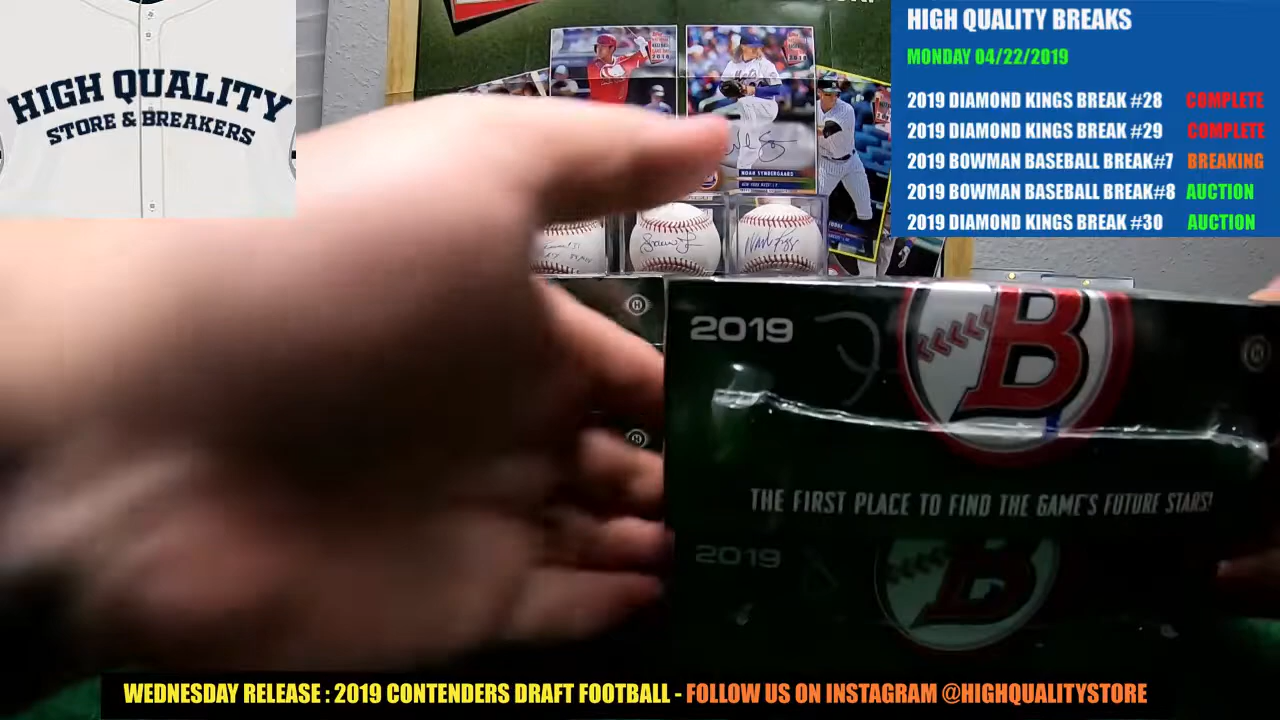 HIGH QUALITY
STORE & BREAKERS
HIGH QUALITY BREAKS
MONDAY 04/22/2019
2019 DIAMOND KINGS BREAK #28 COMPLETE
2019 DIAMOND KINGS BREAK #29 COMPLETE
2019 BOWMAN BASEBALL BREAK#7 BREAKING
2019 BOWMAN BASEBALL BREAK#8 AUCTION
2019 DIAMOND KINGS BREAK #30 AUCTION
NOAH SYNDERGAARD
2019
B
THE FIRST PLACE TO FIND THE GAME'S FUTURE STARS!
2019
B
WEDNESDAY RELEASE : 2019 CONTENDERS DRAFT FOOTBALL - FOLLOW US ON INSTAGRAM @HIGHQUALITYSTORE